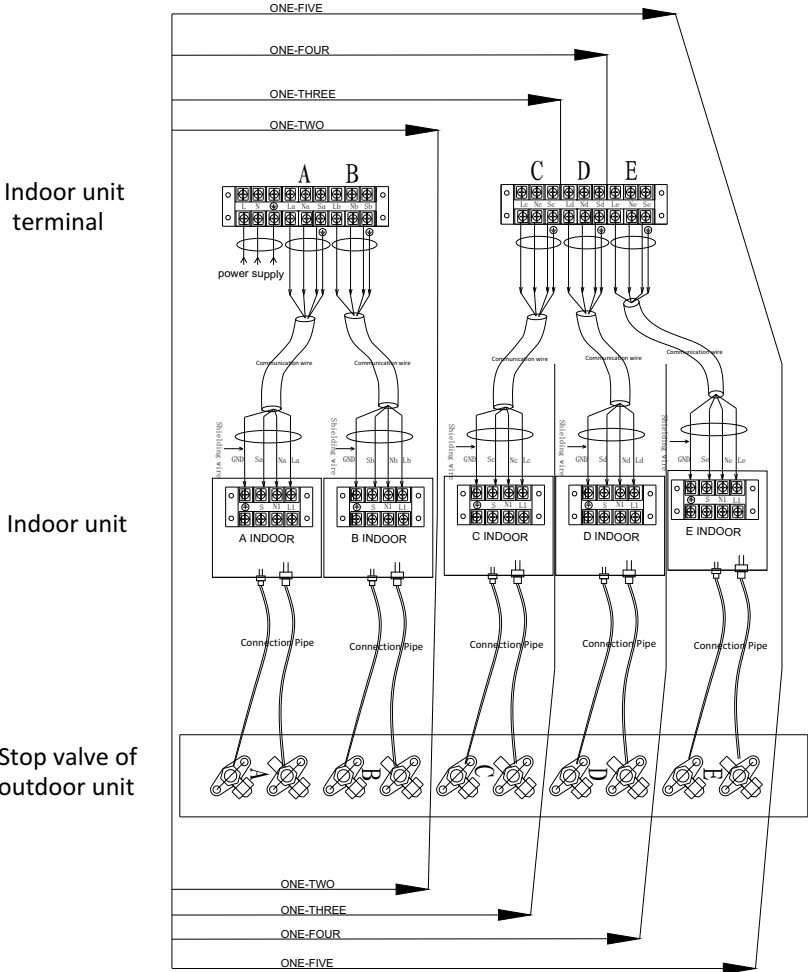 ONE-FIVE
ONE-FOUR
ONE-THREE
ONE-TWO
A B
C D E
Indoor unit
terminal
L N La Na Sa Lb Nb Sb
Lc Nc Sc Ld Nd Sd Le Ne Se
power supply
Communication wire
Communication wire
Communication wire
Communication wire
Communication wire
Shielding wire
GND Sa Na La
Shielding wire
GND Sb Nb Lb
Shielding wire
GND Sc Nc Lc
Shielding wire
GND Sd Nd Ld
Shielding wire
GND Se Ne Le
Indoor unit
S N1 L1
A INDOOR
S N1 L1
B INDOOR
S N1 L1
C INDOOR
S N1 L1
D INDOOR
S N1 L1
E INDOOR
Connection Pipe
Connection Pipe
Connection Pipe
Connection Pipe
Connection Pipe
Stop valve of
outdoor unit
A
B
C
D
E
ONE-TWO
ONE-THREE
ONE-FOUR
ONE-FIVE